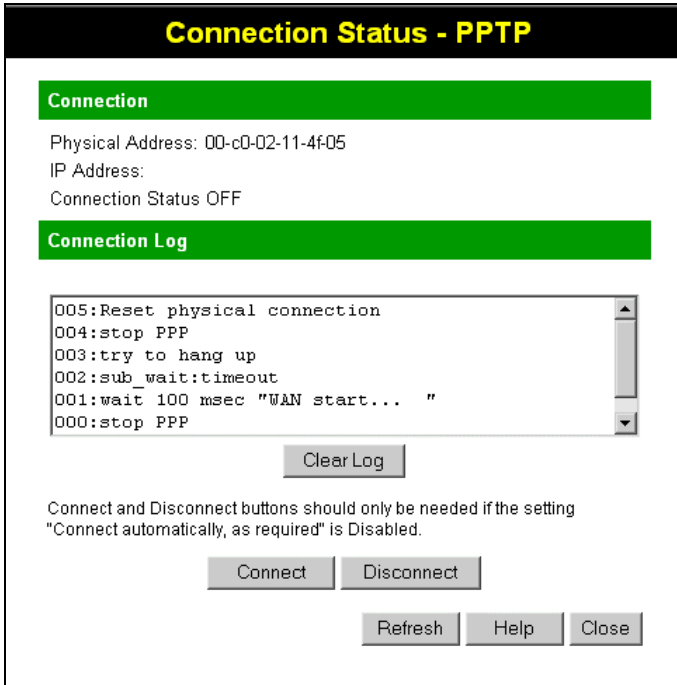 Connection Status - PPTP
Connection
Physical Address: 00-c0-02-11-4f-05
IP Address:
Connection Status OFF
Connection Log
005:Reset physical connection
004:stop PPP
003:try to hang up
002:sub_wait:timeout
001:wait 100 msec "WAN start...  "
000:stop PPP
Clear Log
Connect and Disconnect buttons should only be needed if the setting
"Connect automatically, as required" is Disabled.
Connect Disconnect
Refresh Help Close